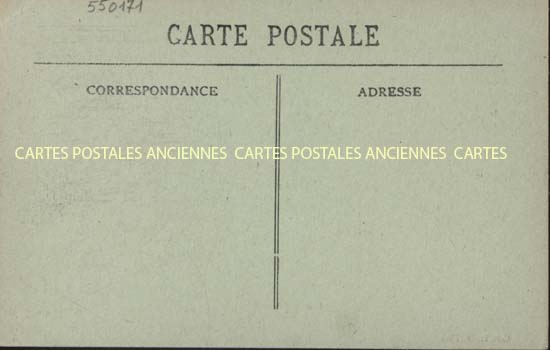 550171
CARTE POSTALE
CORRESPONDANCE
ADRESSE
CARTES POSTALES ANCIENNES CARTES POSTALES ANCIENNES CARTES